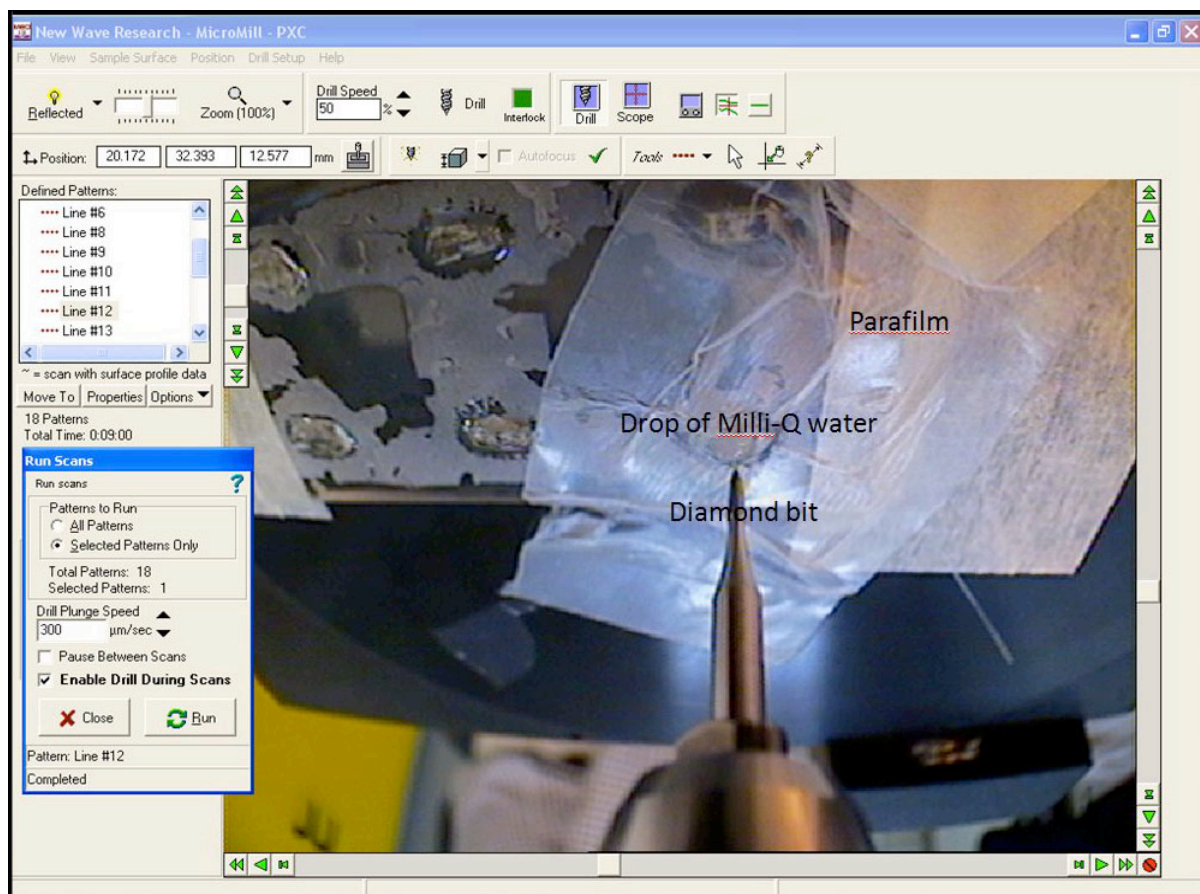 New Wave Research - MicroMill - PXC
File View Sample Surface Position Drill Setup Help
Reflected
Zoom (100%)
Drill Speed
50 %
Drill
Interlock
Drill
Scope
Position: 20.172 32.393 12.577 mm
Autofocus
Tools
Defined Patterns:
Line #6
Line #8
Line #9
Line #10
Line #11
Line #12
Line #13
~ = scan with surface profile data
Move To Properties Options
18 Patterns
Total Time: 0:09:00
Run Scans
Run scans
?
Patterns to Run
All Patterns
Selected Patterns Only
Total Patterns: 18
Selected Patterns: 1
Drill Plunge Speed
300 µm/sec
Pause Between Scans
Enable Drill During Scans
Close Run
Pattern: Line #12
Completed
Parafilm
Drop of Milli-Q water
Diamond bit